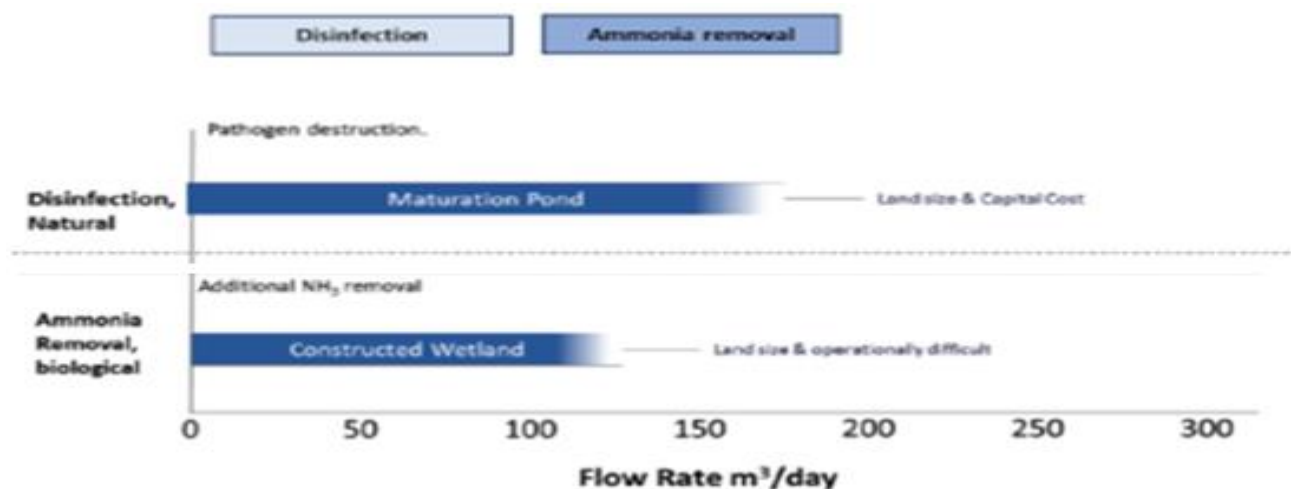 Disinfection
Ammonia removal
Pathogen destruction.
Disinfection,
Natural
Maturation Pond
Land size & Capital Cost
Additional NH₃ removal
Ammonia
Removal,
biological
Constructed Wetland
Land size & operationally difficult
0 50 100 150 200 250 300
Flow Rate m³/day